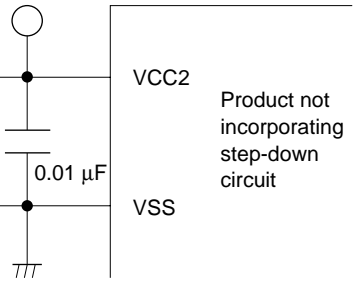 VCC2
Product not
incorporating
step-down
circuit
0.01 μF
VSS